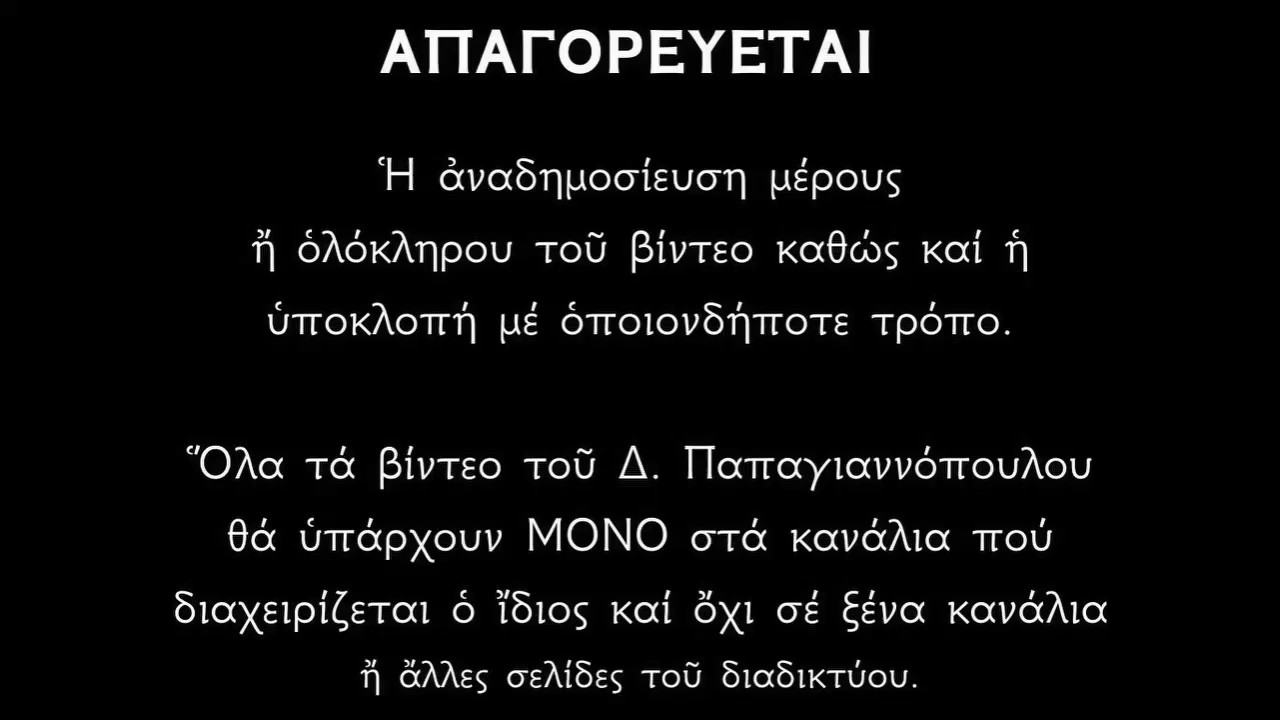 ΑΠΑΓΟΡΕΥΕΤΑΙ
Ἡ ἀναδημοσίευση μέρους
ἤ ὁλόκληρου τοῦ βίντεο καθώς καί ἡ
ὑποκλοπή μέ ὁποιονδήποτε τρόπο.
Ὅλα τά βίντεο τοῦ Δ. Παπαγιαννόπουλου
θά ὑπάρχουν ΜΟΝΟ στά κανάλια πού
διαχειρίζεται ὁ ἴδιος καί ὄχι σέ ξένα κανάλια
ἤ ἄλλες σελίδες τοῦ διαδικτύου.